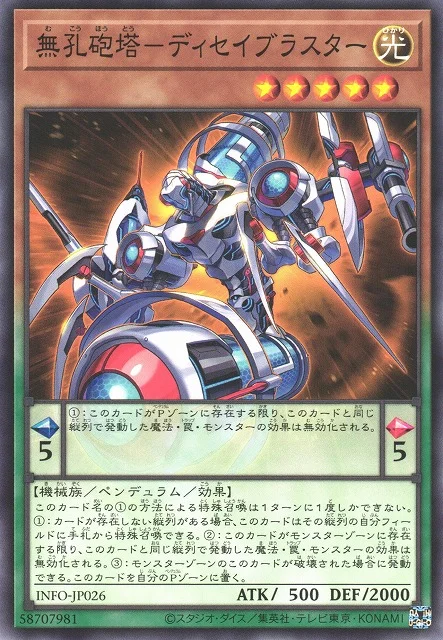 無孔砲塔-ディセイブラスター
光
①:このカードがPゾーンに存在する限り、このカードと同じ
縦列で発動した魔法・罠・モンスターの効果は無効化される。
5
5
【機械族/ペンデュラム/効果】
このカード名の①の方法による特殊召喚は1ターンに1度しかできない。
①:カードが存在しない縦列がある場合、このカードはその縦列の自分フィー
ルドに手札から特殊召喚できる。②:このカードがモンスターゾーンに存在す
る限り、このカードと同じ縦列で発動した魔法・罠・モンスターの効果は
無効化される。③:モンスターゾーンのこのカードが破壊された場合に発動
できる。このカードを自分のPゾーンに置く。
INFO-JP026
ATK/ 500 DEF/2000
58707981
©スタジオ・ダイス/集英社・テレビ東京・KONAMI